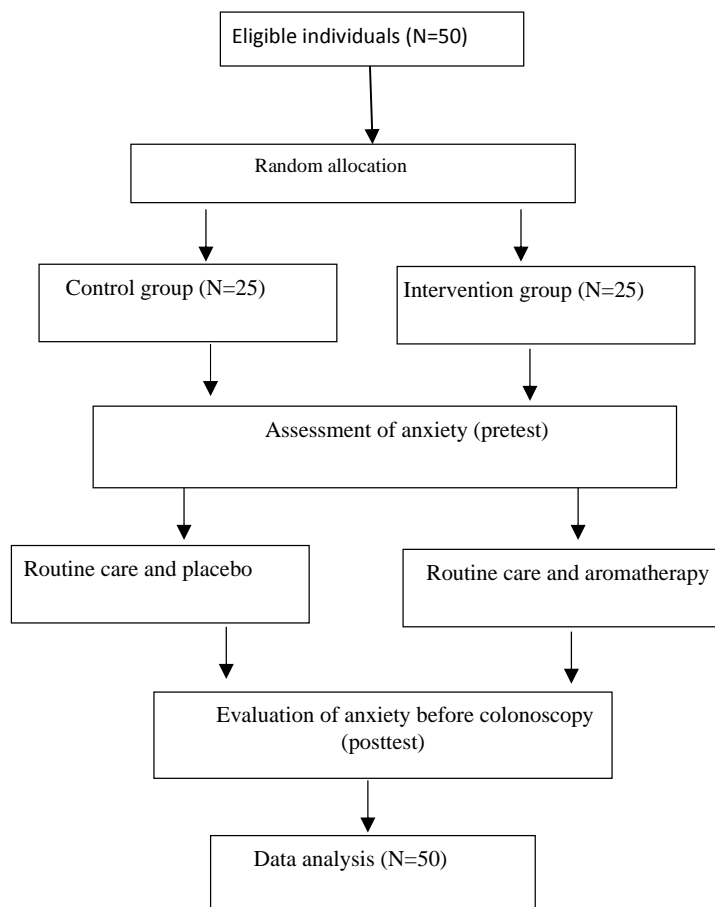 Eligible individuals (N=50)
Random allocation
Control group (N=25)
Intervention group (N=25)
Assessment of anxiety (pretest)
Routine care and placebo
Routine care and aromatherapy
Evaluation of anxiety before colonoscopy
(posttest)
Data analysis (N=50)